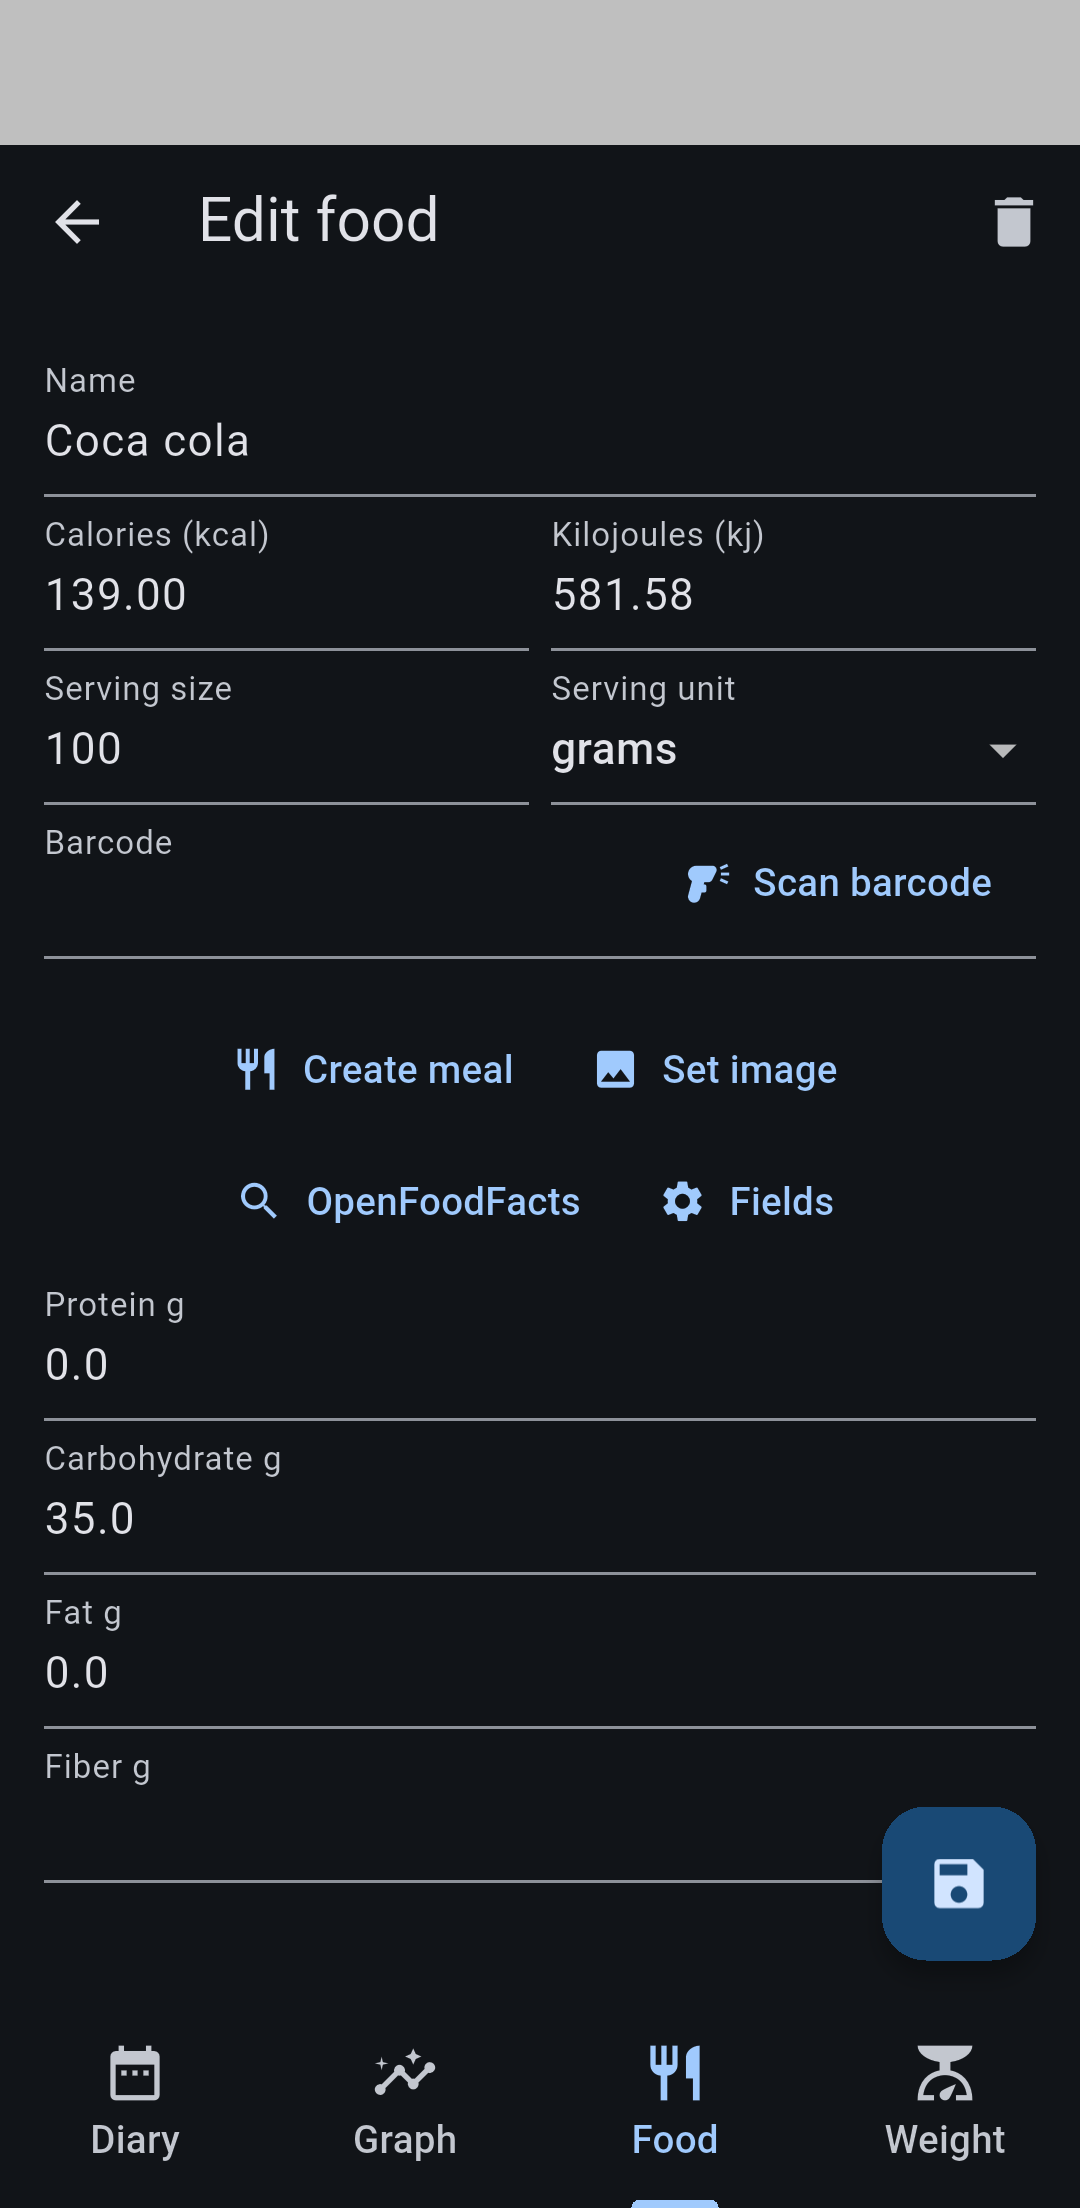 Edit food
Name
Coca cola
Calories (kcal)
139.00
Kilojoules (kj)
581.58
Serving size
100
Serving unit
grams
Barcode
Scan barcode
Create meal
Set image
OpenFoodFacts
Fields
Protein g
0.0
Carbohydrate g
35.0
Fat g
0.0
Fiber g
Diary
Graph
Food
Weight